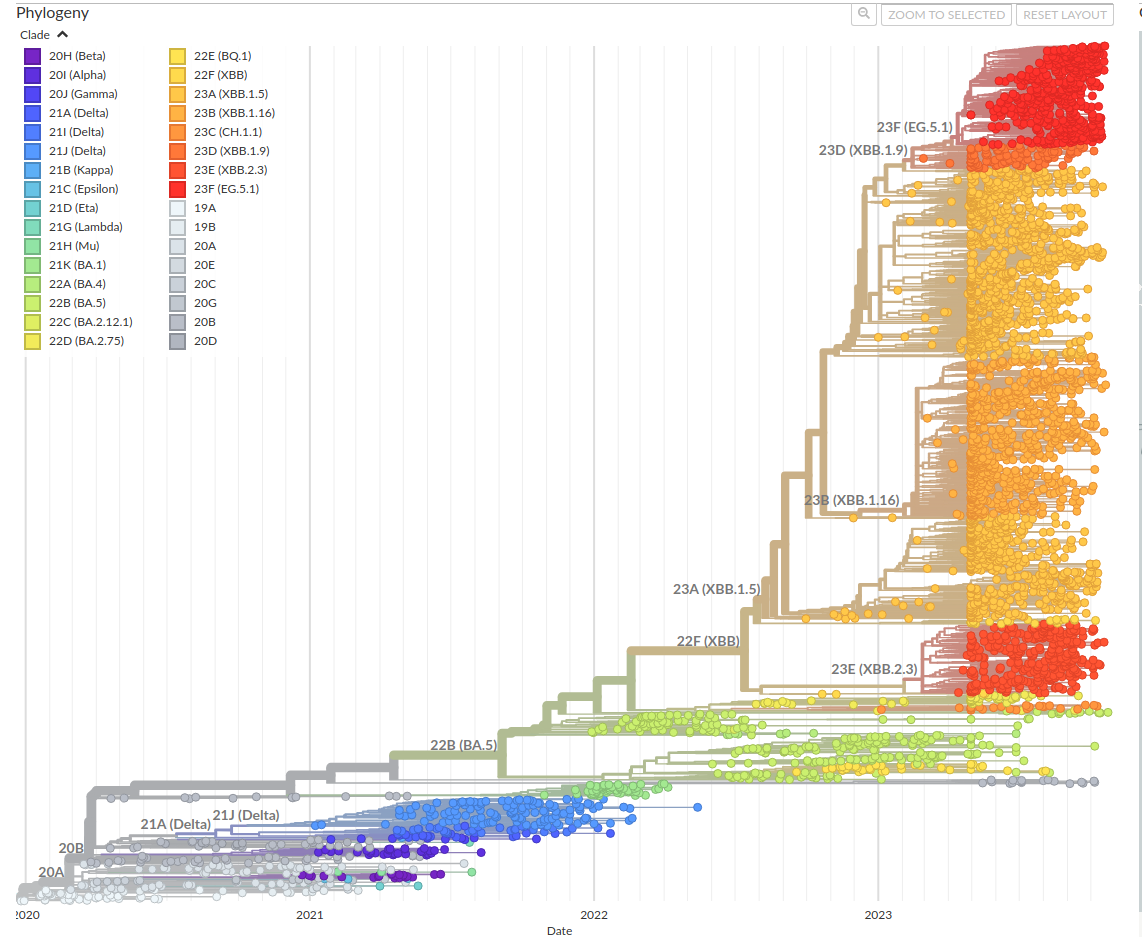 Phylogeny
ZOOM TO SELECTED
RESET LAYOUT
Clade
20H (Beta)
20I (Alpha)
20J (Gamma)
21A (Delta)
21I (Delta)
21J (Delta)
21B (Kappa)
21C (Epsilon)
21D (Eta)
21G (Lambda)
21H (Mu)
21K (BA.1)
22A (BA.4)
22B (BA.5)
22C (BA.2.12.1)
22D (BA.2.75)
22E (BQ.1)
22F (XBB)
23A (XBB.1.5)
23B (XBB.1.16)
23C (CH.1.1)
23D (XBB.1.9)
23E (XBB.2.3)
23F (EG.5.1)
19A
19B
20A
20E
20C
20G
20B
20D
23F (EG.5.1)
23D (XBB.1.9)
23B (XBB.1.16)
23A (XBB.1.5)
22F (XBB)
23E (XBB.2.3)
22B (BA.5)
21J (Delta)
21A (Delta)
20B
20A
2020
2021
2022
2023
Date